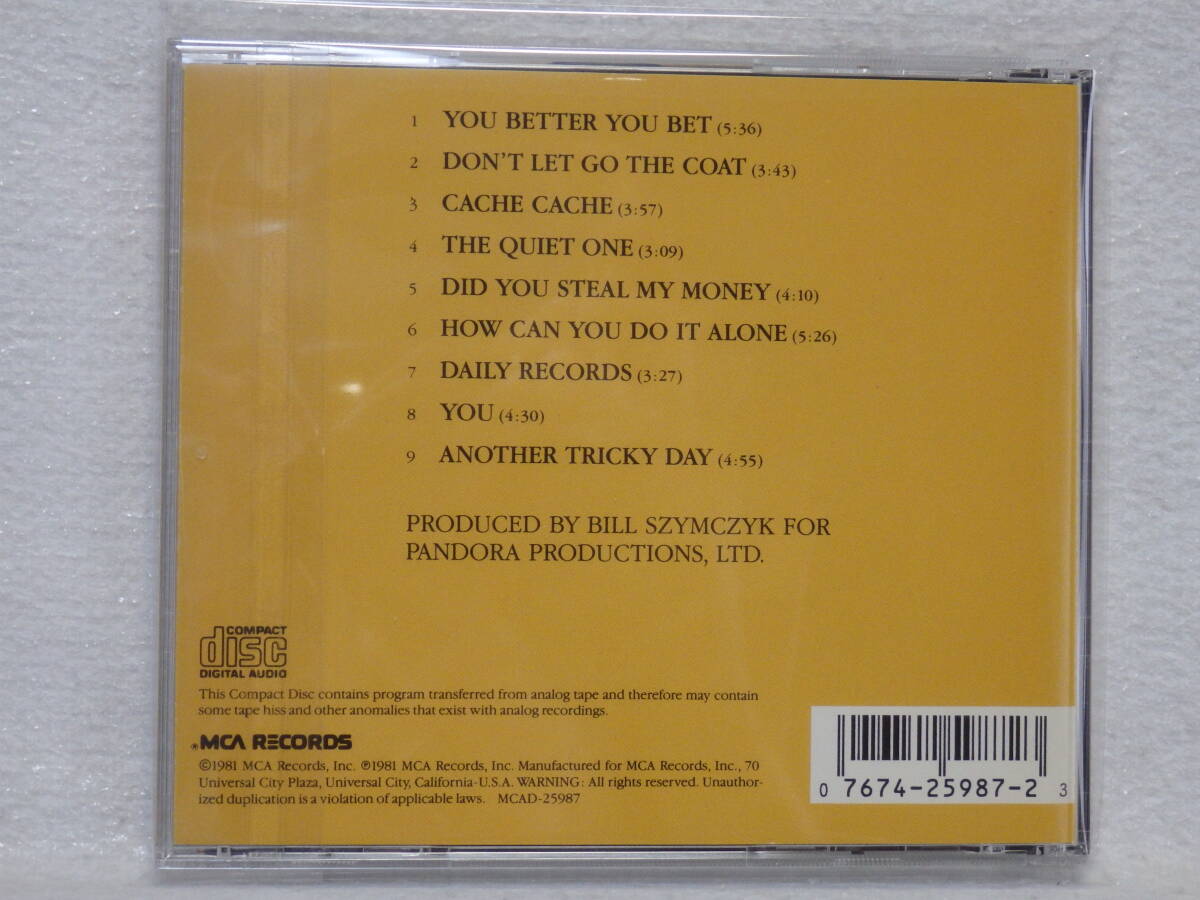 1 YOU BETTER YOU BET (5:36)
2 DON'T LET GO THE COAT (3:43)
3 CACHE CACHE (3:57)
4 THE QUIET ONE (3:09)
5 DID YOU STEAL MY MONEY (4:10)
6 HOW CAN YOU DO IT ALONE (5:26)
7 DAILY RECORDS (3:27)
8 YOU (4:30)
9 ANOTHER TRICKY DAY (4:55)
PRODUCED BY BILL SZYMCZYK FOR
PANDORA PRODUCTIONS, LTD.
COMPACT
disc
DIGITAL AUDIO
This Compact Disc contains program transferred from analog tape and therefore may contain
some tape hiss and other anomalies that exist with analog recordings.
®MCA RECORDS
©1981 MCA Records, Inc. ℗1981 MCA Records, Inc. Manufactured for MCA Records, Inc., 70
Universal City Plaza, Universal City, California-U.S.A. WARNING: All rights reserved. Unauthor-
ized duplication is a violation of applicable laws. MCAD-25987
0 7674-25987-2 3